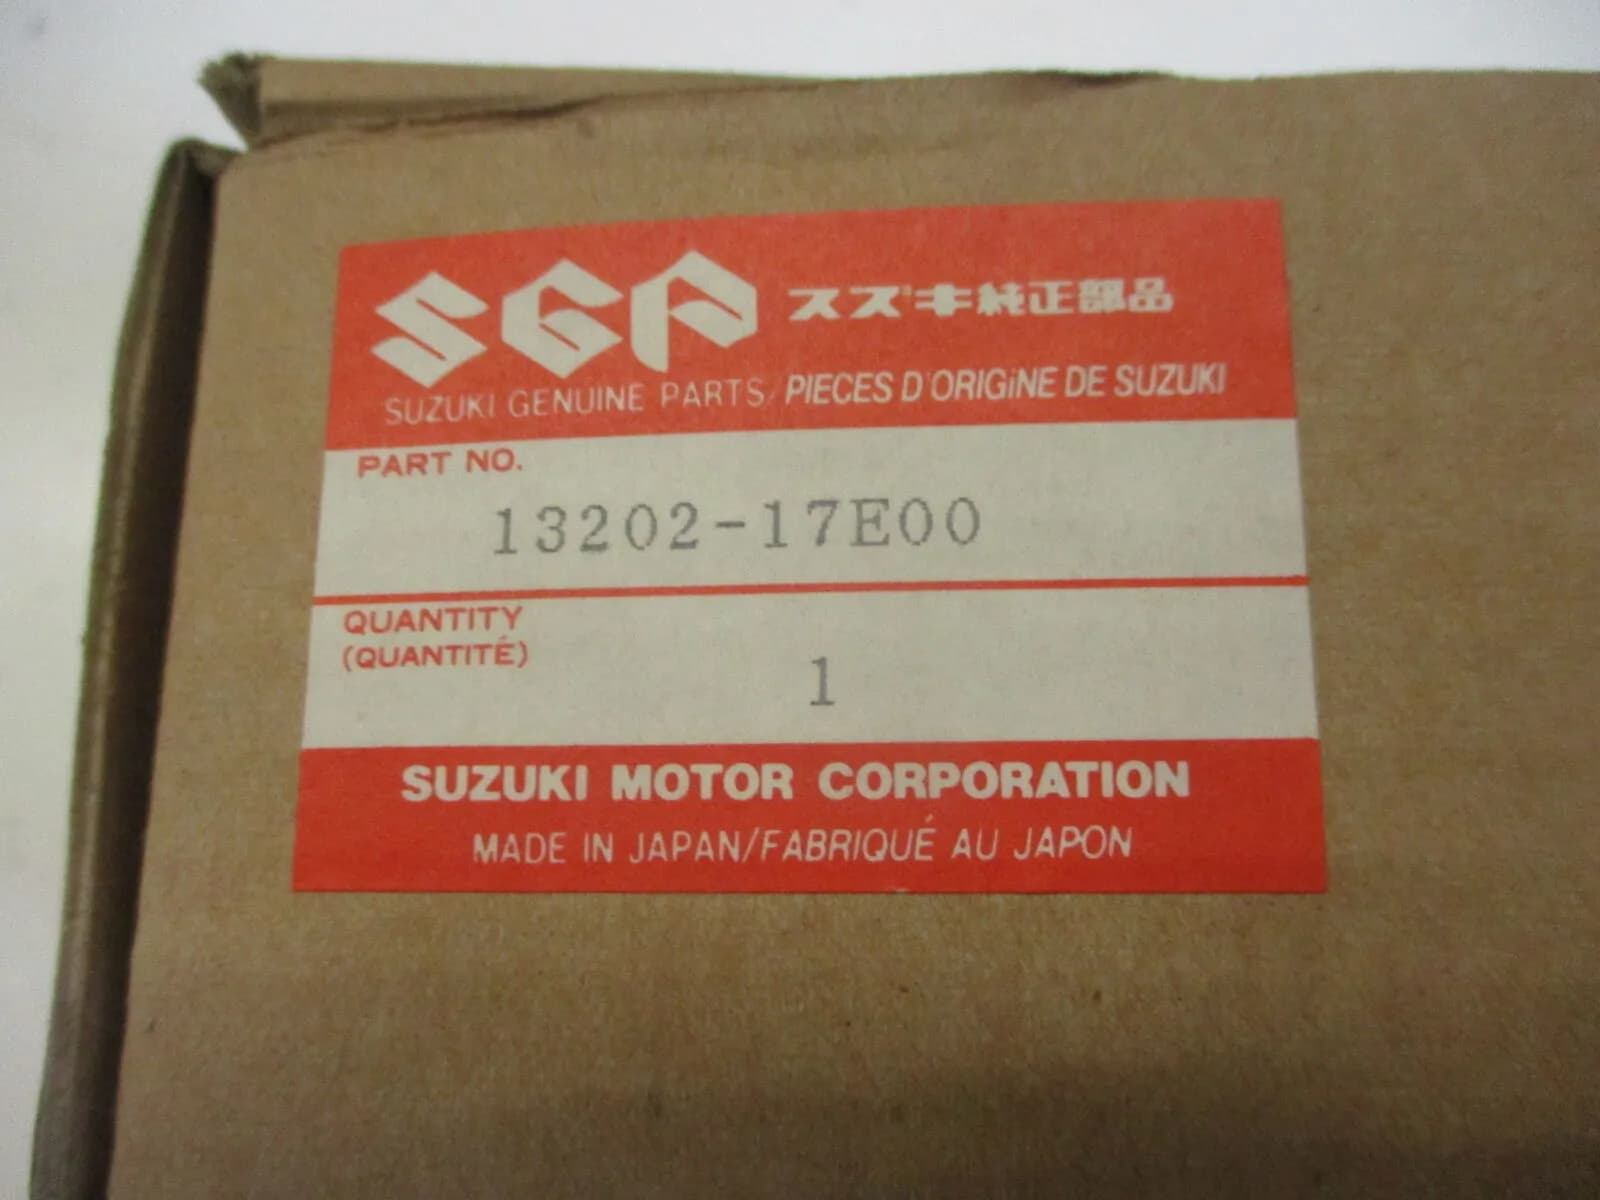 SGP スズキ純正部品
SUZUKI GENUINE PARTS/PIECES D'ORIGiNE DE SUZUKI
PART NO.
13202-17E00
QUANTITY
(QUANTITÉ)
1
SUZUKI MOTOR CORPORATION
MADE IN JAPAN/FABRIQUÉ AU JAPON